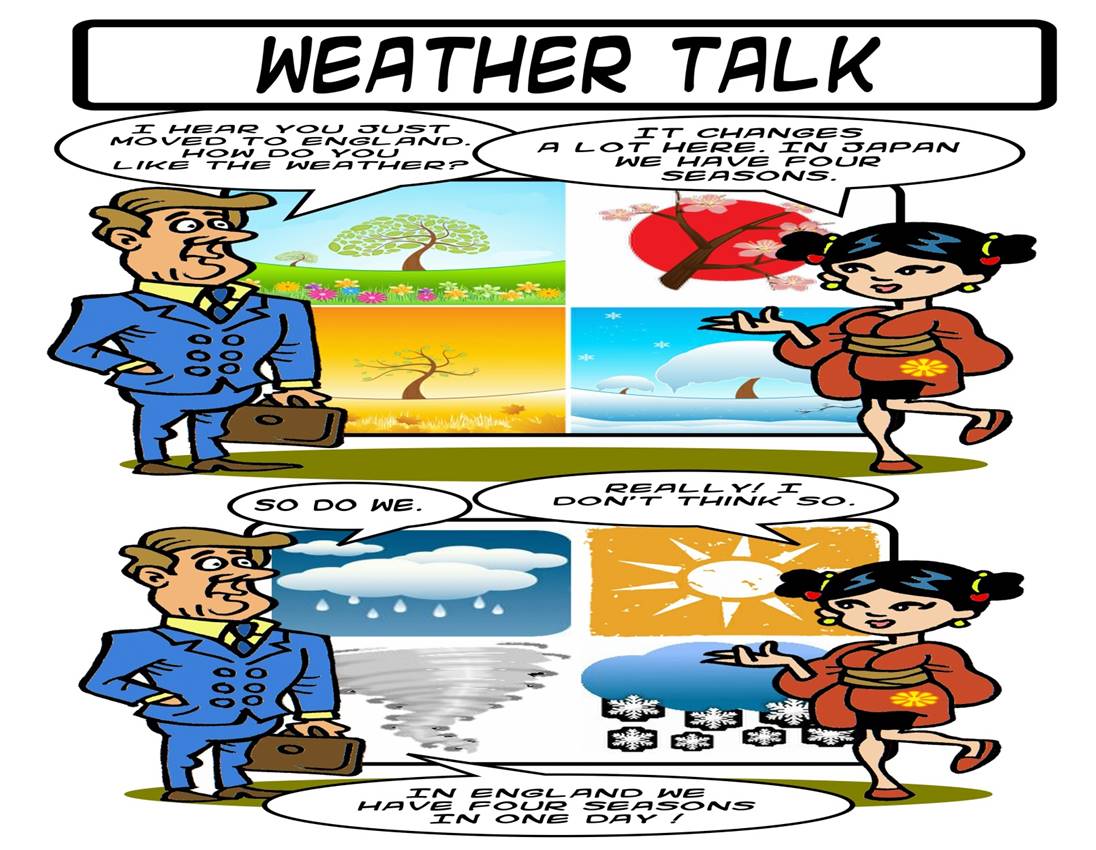 WEATHER TALK
I HEAR YOU JUST
MOVED TO ENGLAND.
HOW DO YOU
LIKE THE WEATHER?
IT CHANGES
A LOT HERE. IN JAPAN
WE HAVE FOUR
SEASONS.
SO DO WE.
REALLY! I
DON'T THINK SO.
IN ENGLAND WE
HAVE FOUR SEASONS
IN ONE DAY !